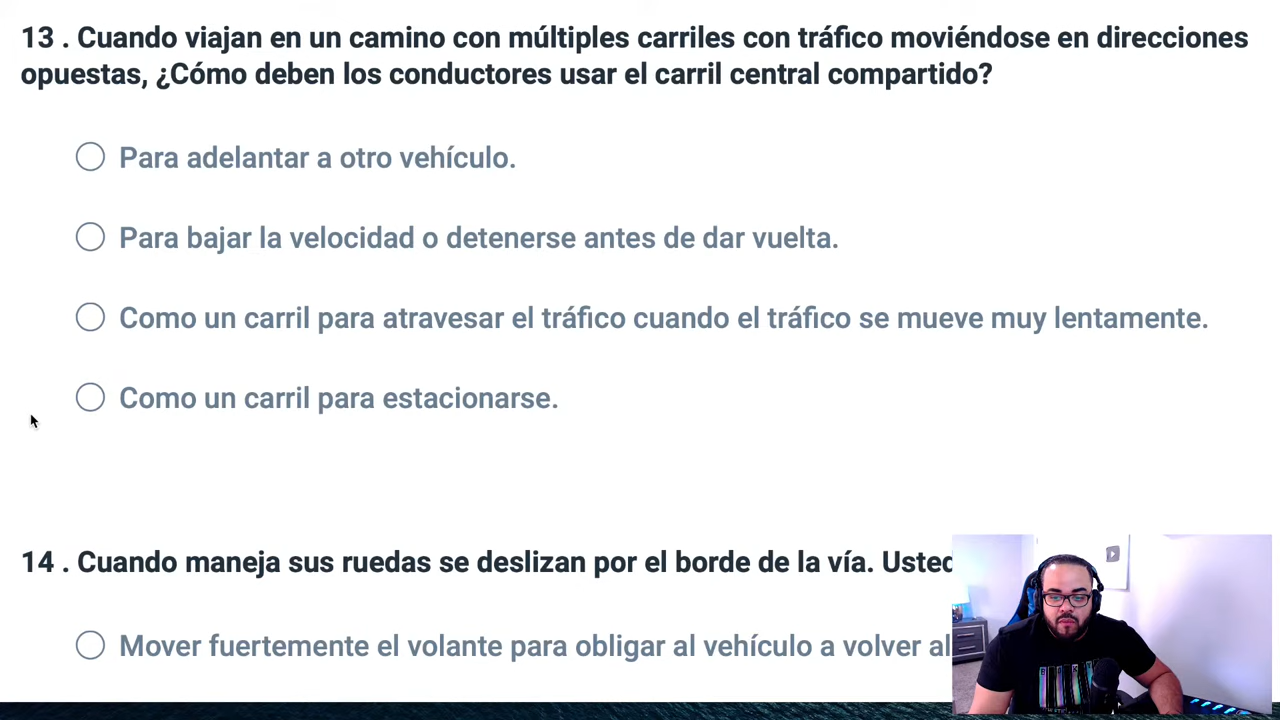 13 . Cuando viajan en un camino con múltiples carriles con tráfico moviéndose en direcciones
opuestas, ¿Cómo deben los conductores usar el carril central compartido?
Para adelantar a otro vehículo.
Para bajar la velocidad o detenerse antes de dar vuelta.
Como un carril para atravesar el tráfico cuando el tráfico se mueve muy lentamente.
Como un carril para estacionarse.
14 . Cuando maneja sus ruedas se deslizan por el borde de la vía. Usted
Mover fuertemente el volante para obligar al vehículo a volver al